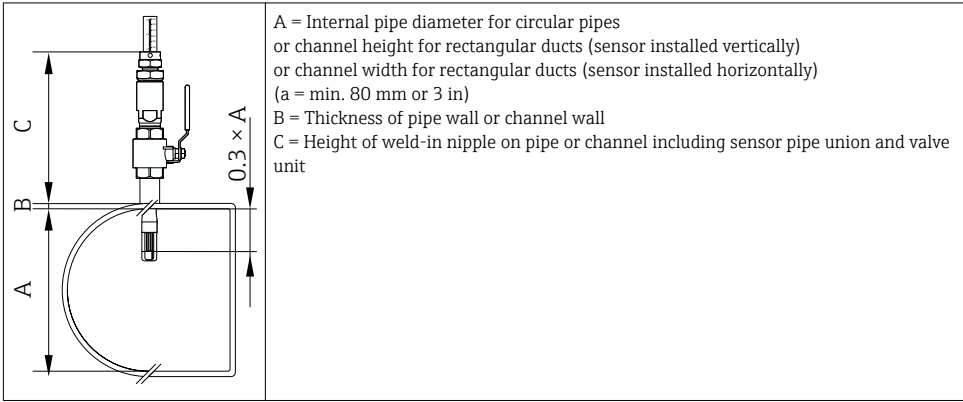 C
B
A
0.3 × A
A = Internal pipe diameter for circular pipes
or channel height for rectangular ducts (sensor installed vertically)
or channel width for rectangular ducts (sensor installed horizontally)
(a = min. 80 mm or 3 in)
B = Thickness of pipe wall or channel wall
C = Height of weld-in nipple on pipe or channel including sensor pipe union and valve
unit